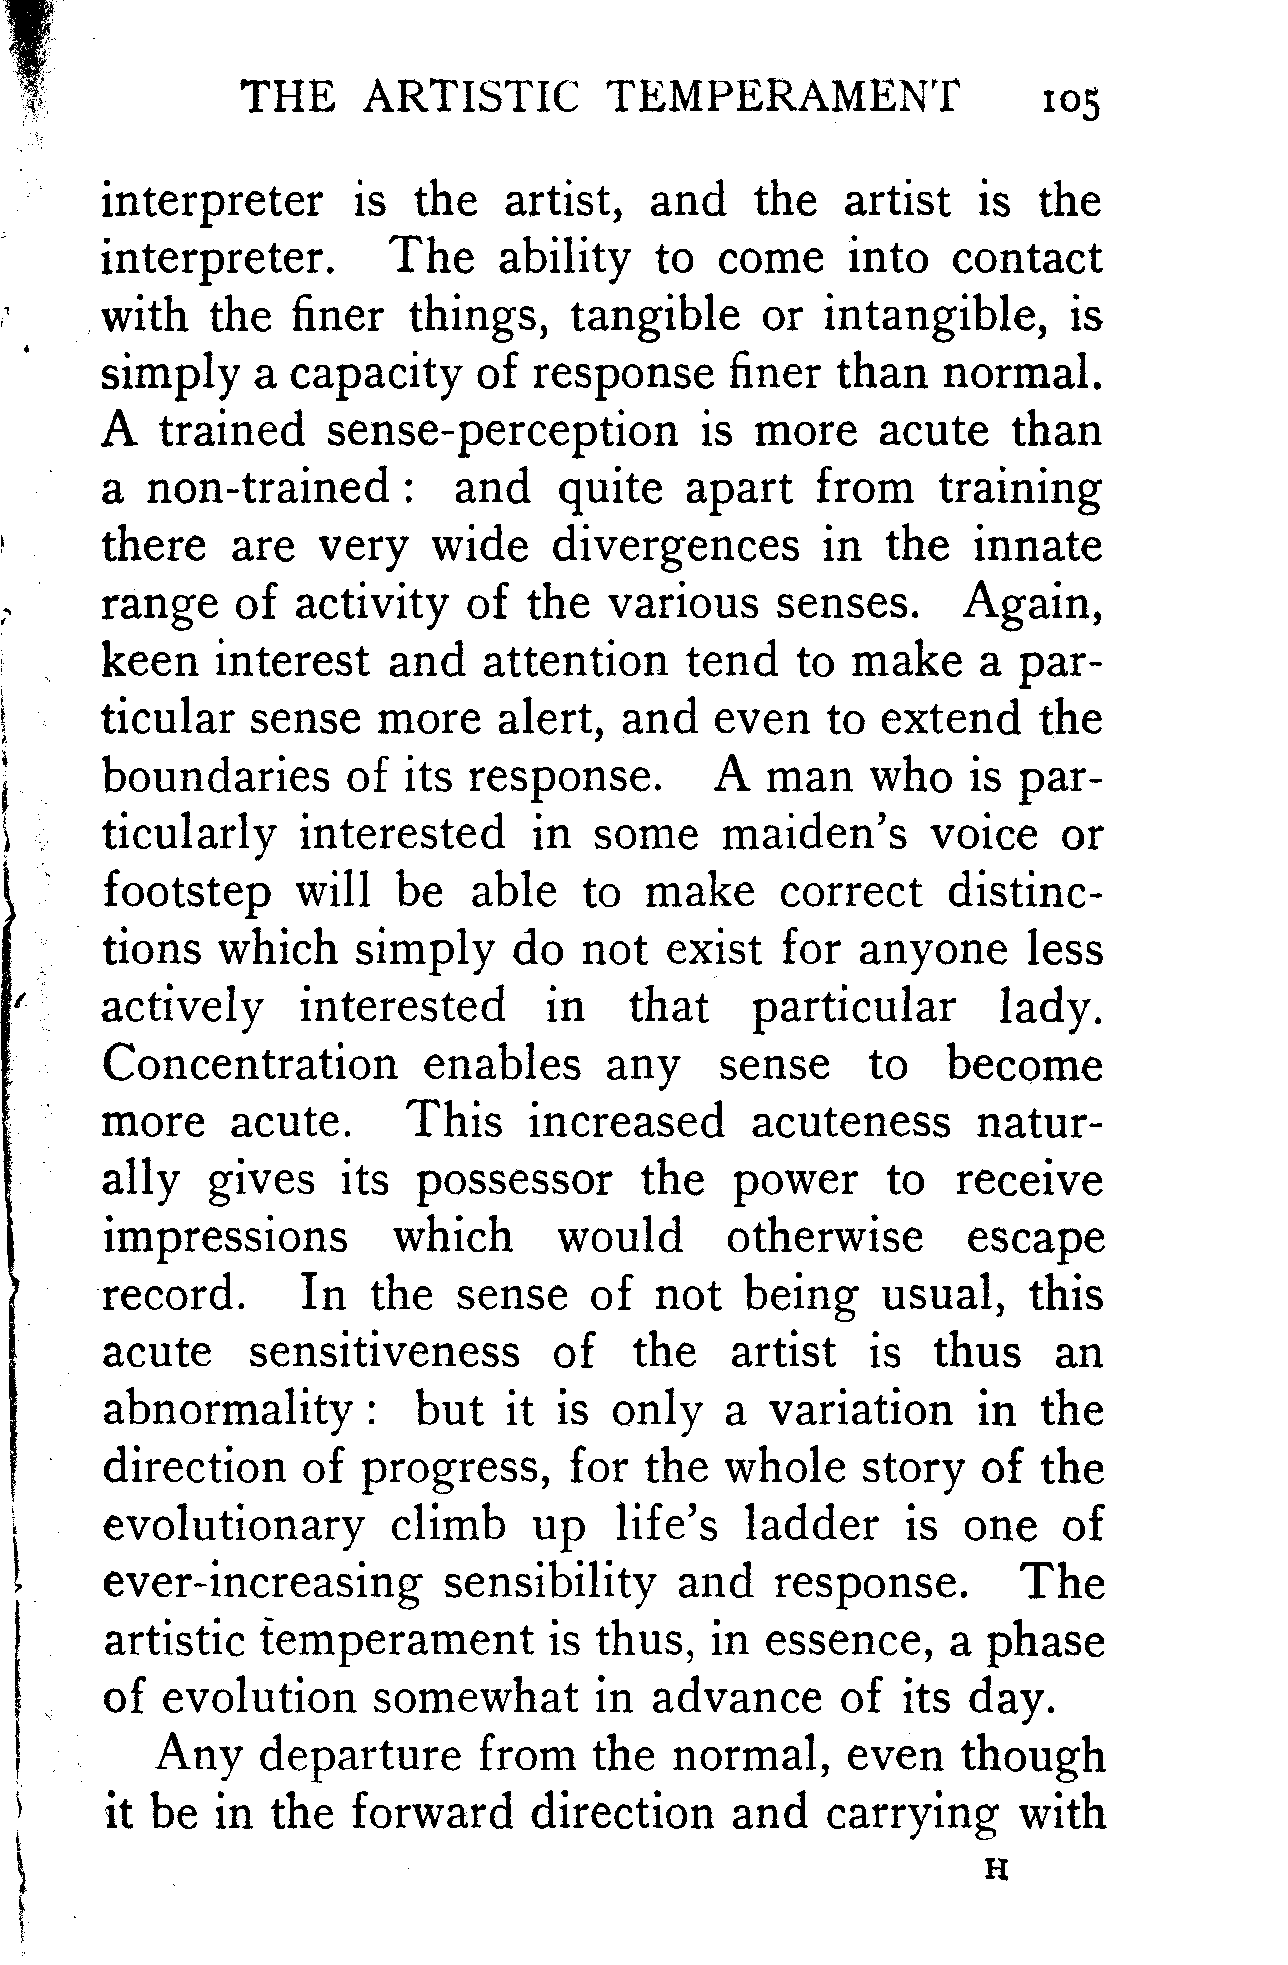 THE ARTISTIC TEMPERAMENT 105
interpreter is the artist, and the artist is the
interpreter. The ability to come into contact
with the finer things, tangible or intangible, is
simply a capacity of response finer than normal.
A trained sense-perception is more acute than
a non-trained : and quite apart from training
there are very wide divergences in the innate
range of activity of the various senses. Again,
keen interest and attention tend to make a par-
ticular sense more alert, and even to extend the
boundaries of its response. A man who is par-
ticularly interested in some maiden's voice or
footstep will be able to make correct distinc-
tions which simply do not exist for anyone less
actively interested in that particular lady.
Concentration enables any sense to become
more acute. This increased acuteness natur-
ally gives its possessor the power to receive
impressions which would otherwise escape
record. In the sense of not being usual, this
acute sensitiveness of the artist is thus an
abnormality : but it is only a variation in the
direction of progress, for the whole story of the
evolutionary climb up life's ladder is one of
ever-increasing sensibility and response. The
artistic temperament is thus, in essence, a phase
of evolution somewhat in advance of its day.
Any departure from the normal, even though
it be in the forward direction and carrying with
H